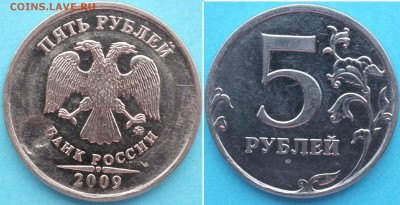 COINS.LAVE.RU
ПЯТЬ РУБЛЕЙ
БАНК РОССИИ
2009
5
РУБЛЕЙ